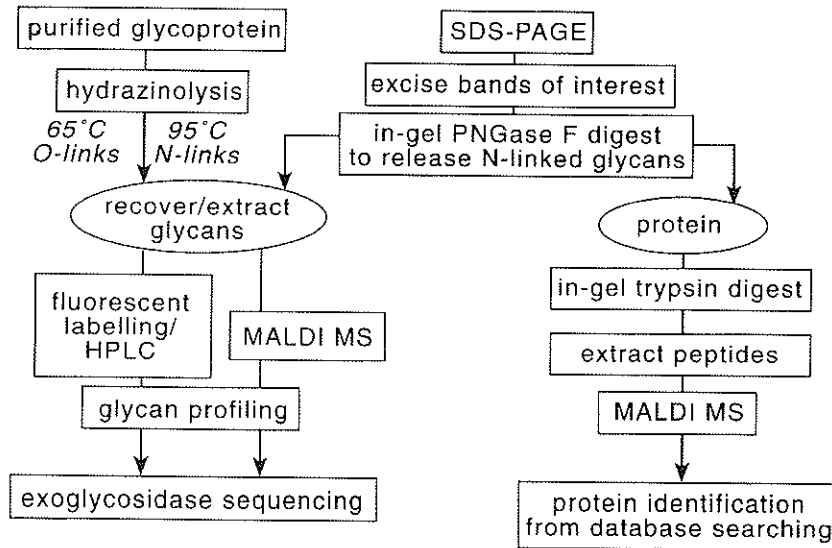 purified glycoprotein
hydrazinolysis
65°C 95°C
O-links N-links
recover/extract
glycans
fluorescent
labelling/
HPLC
MALDI MS
glycan profiling
exoglycosidase sequencing
SDS-PAGE
excise bands of interest
in-gel PNGase F digest
to release N-linked glycans
protein
in-gel trypsin digest
extract peptides
MALDI MS
protein identification
from database searching